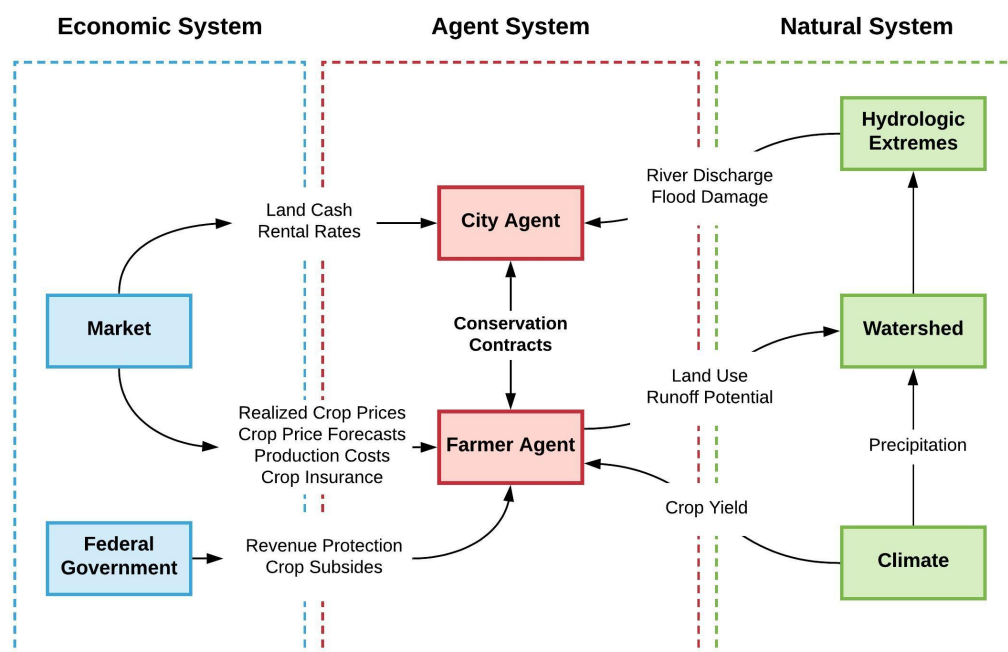 Economic System
Agent System
Natural System
Hydrologic
Extremes
River Discharge
Flood Damage
City Agent
Land Cash
Rental Rates
Market
Conservation
Contracts
Watershed
Land Use
Runoff Potential
Realized Crop Prices
Crop Price Forecasts
Production Costs
Crop Insurance
Farmer Agent
Precipitation
Crop Yield
Federal
Government
Revenue Protection
Crop Subsides
Climate